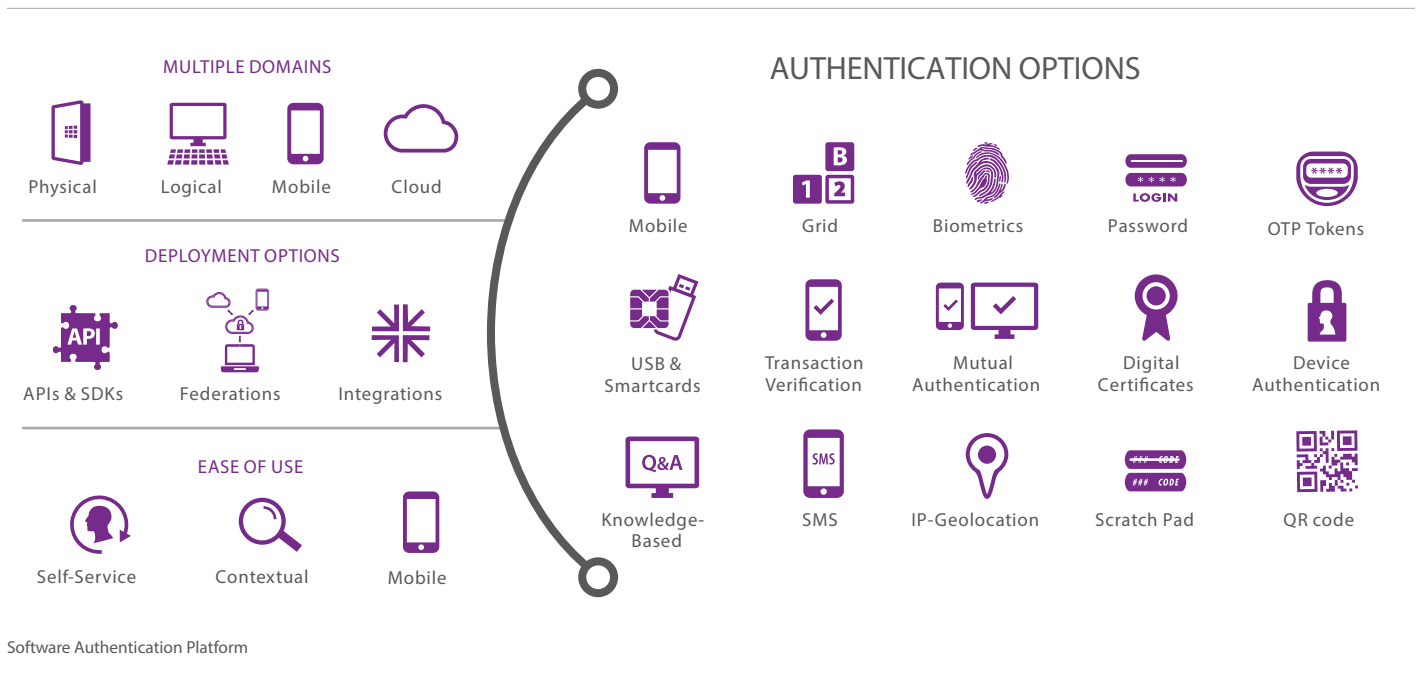 MULTIPLE DOMAINS
Physical
Logical
Mobile
Cloud
DEPLOYMENT OPTIONS
API
APIs & SDKs
Federations
Integrations
EASE OF USE
Self-Service
Contextual
Mobile
AUTHENTICATION OPTIONS
Mobile
B
1 2
Grid
Biometrics
* * * *
LOGIN
Password
****
OTP Tokens
USB &
Smartcards
Transaction
Verification
Mutual
Authentication
Digital
Certificates
Device
Authentication
Q&A
Knowledge-
Based
SMS
SMS
IP-Geolocation
### CODE
### CODE
Scratch Pad
QR code
Software Authentication Platform